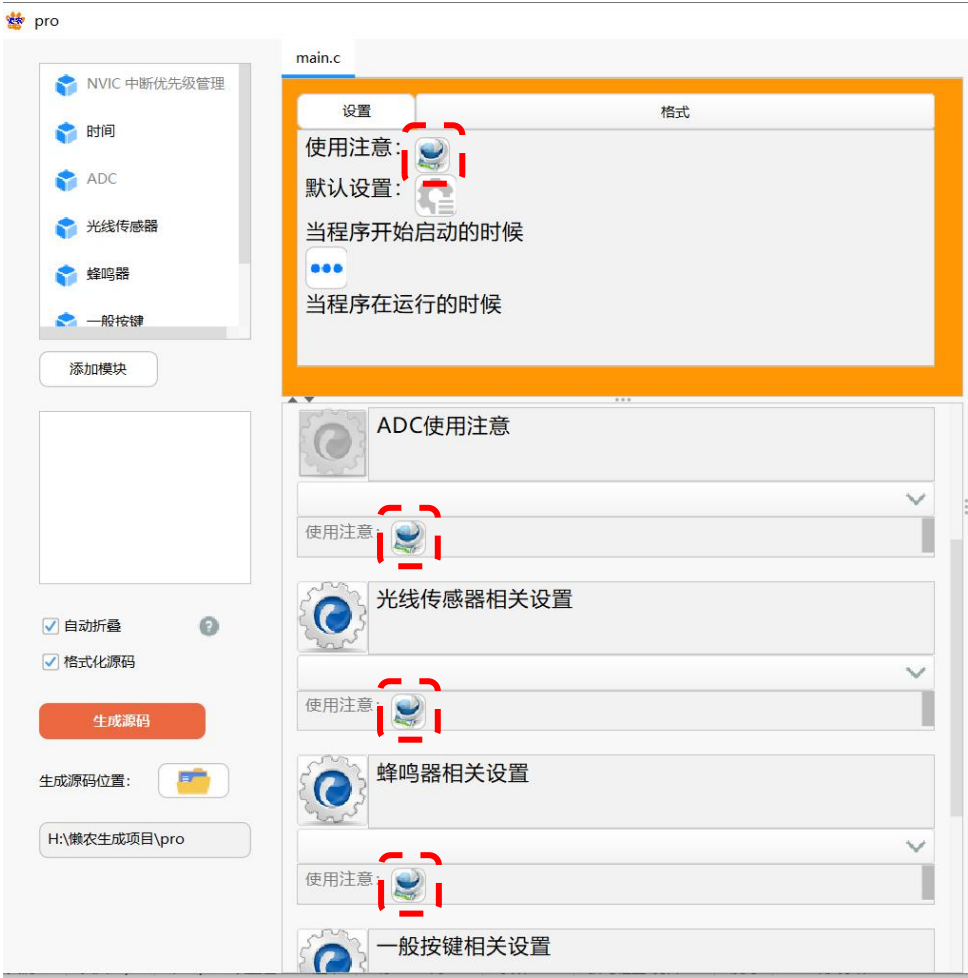 pro
NVIC 中断优先级管理
时间
ADC
光线传感器
蜂鸣器
一般按键
添加模块
自动折叠
?
格式化源码
生成源码
生成源码位置：
H:\懒农生成项目\pro
main.c
设置
格式
使用注意：
默认设置：
当程序开始启动的时候
当程序在运行的时候
ADC使用注意
使用注意：
光线传感器相关设置
使用注意：
蜂鸣器相关设置
使用注意：
一般按键相关设置